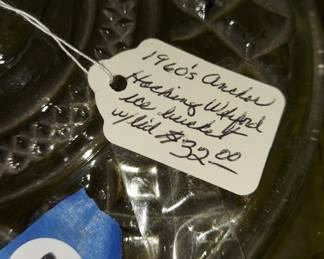 1960's Anchor
Hocking Wexford
ice bucket
w/lid $32.00